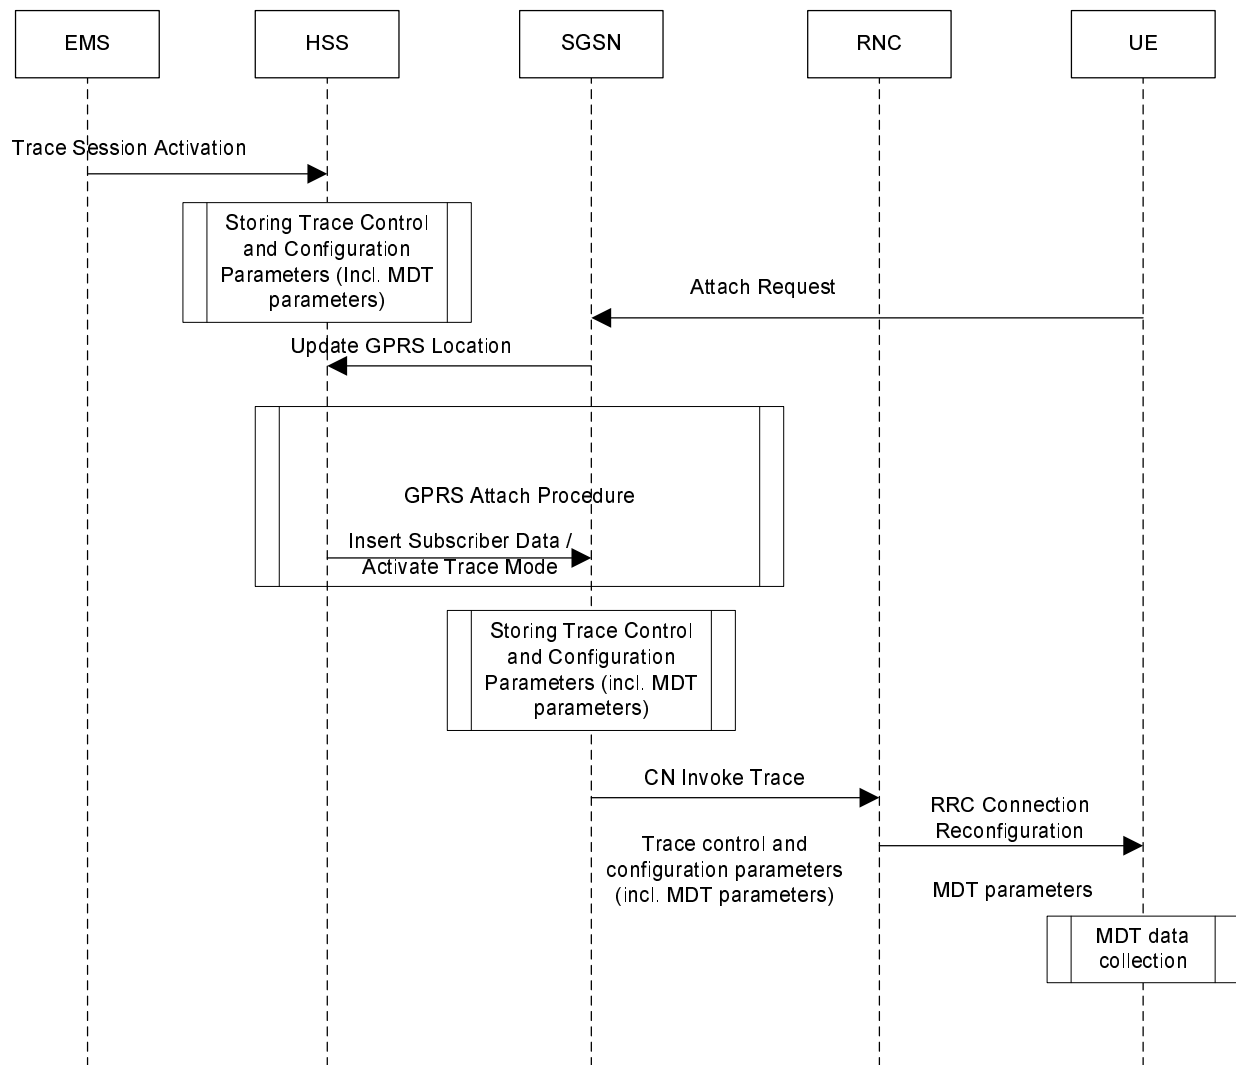 EMS
HSS
SGSN
RNC
UE
Trace Session Activation
Storing Trace Control
and Configuration
Parameters (Incl. MDT
parameters)
Attach Request
Update GPRS Location
GPRS Attach Procedure
Insert Subscriber Data /
Activate Trace Mode
Storing Trace Control
and Configuration
Parameters (incl. MDT
parameters)
CN Invoke Trace
RRC Connection
Reconfiguration
Trace control and
configuration parameters
(incl. MDT parameters)
MDT parameters
MDT data
collection